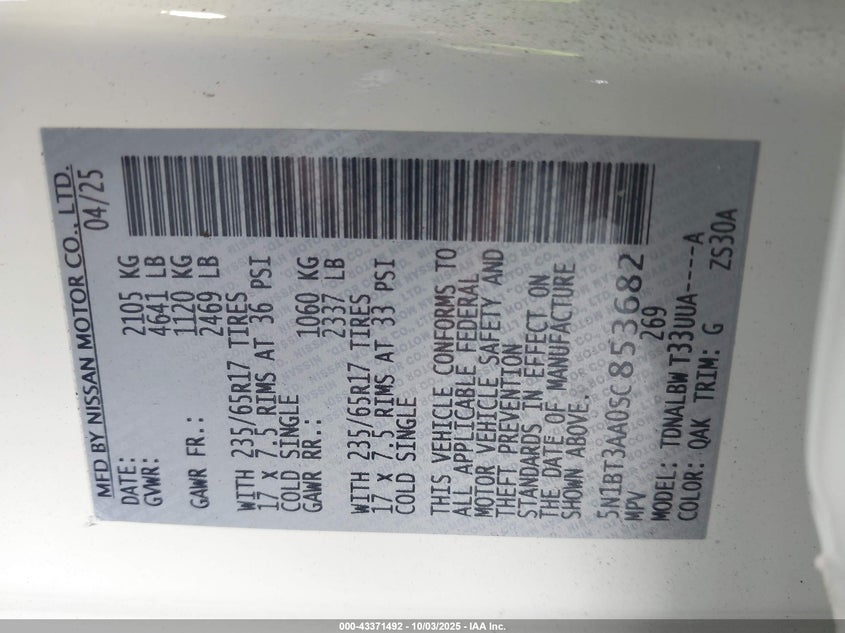 MFD BY NISSAN MOTOR CO., LTD.
DATE: 04/25
GVWR: 2105 KG
4641 LB
GAWR FR.: 1120 KG
2469 LB
WITH 235/65R17 TIRES
17 x 7.5 RIMS AT 36 PSI
COLD SINGLE
GAWR RR.: 1060 KG
2337 LB
WITH 235/65R17 TIRES
17 x 7.5 RIMS AT 33 PSI
COLD SINGLE
THIS VEHICLE CONFORMS TO
ALL APPLICABLE FEDERAL
MOTOR VEHICLE SAFETY AND
THEFT PREVENTION
STANDARDS IN EFFECT ON
THE DATE OF MANUFACTURE
SHOWN ABOVE.
5N1BT3AA0SC853682
MPV 269
MODEL: TDNALBW T33UUA----A
COLOR: QAK TRIM: G ZS30A
000-43371492 - 10/03/2025 - IAA Inc.